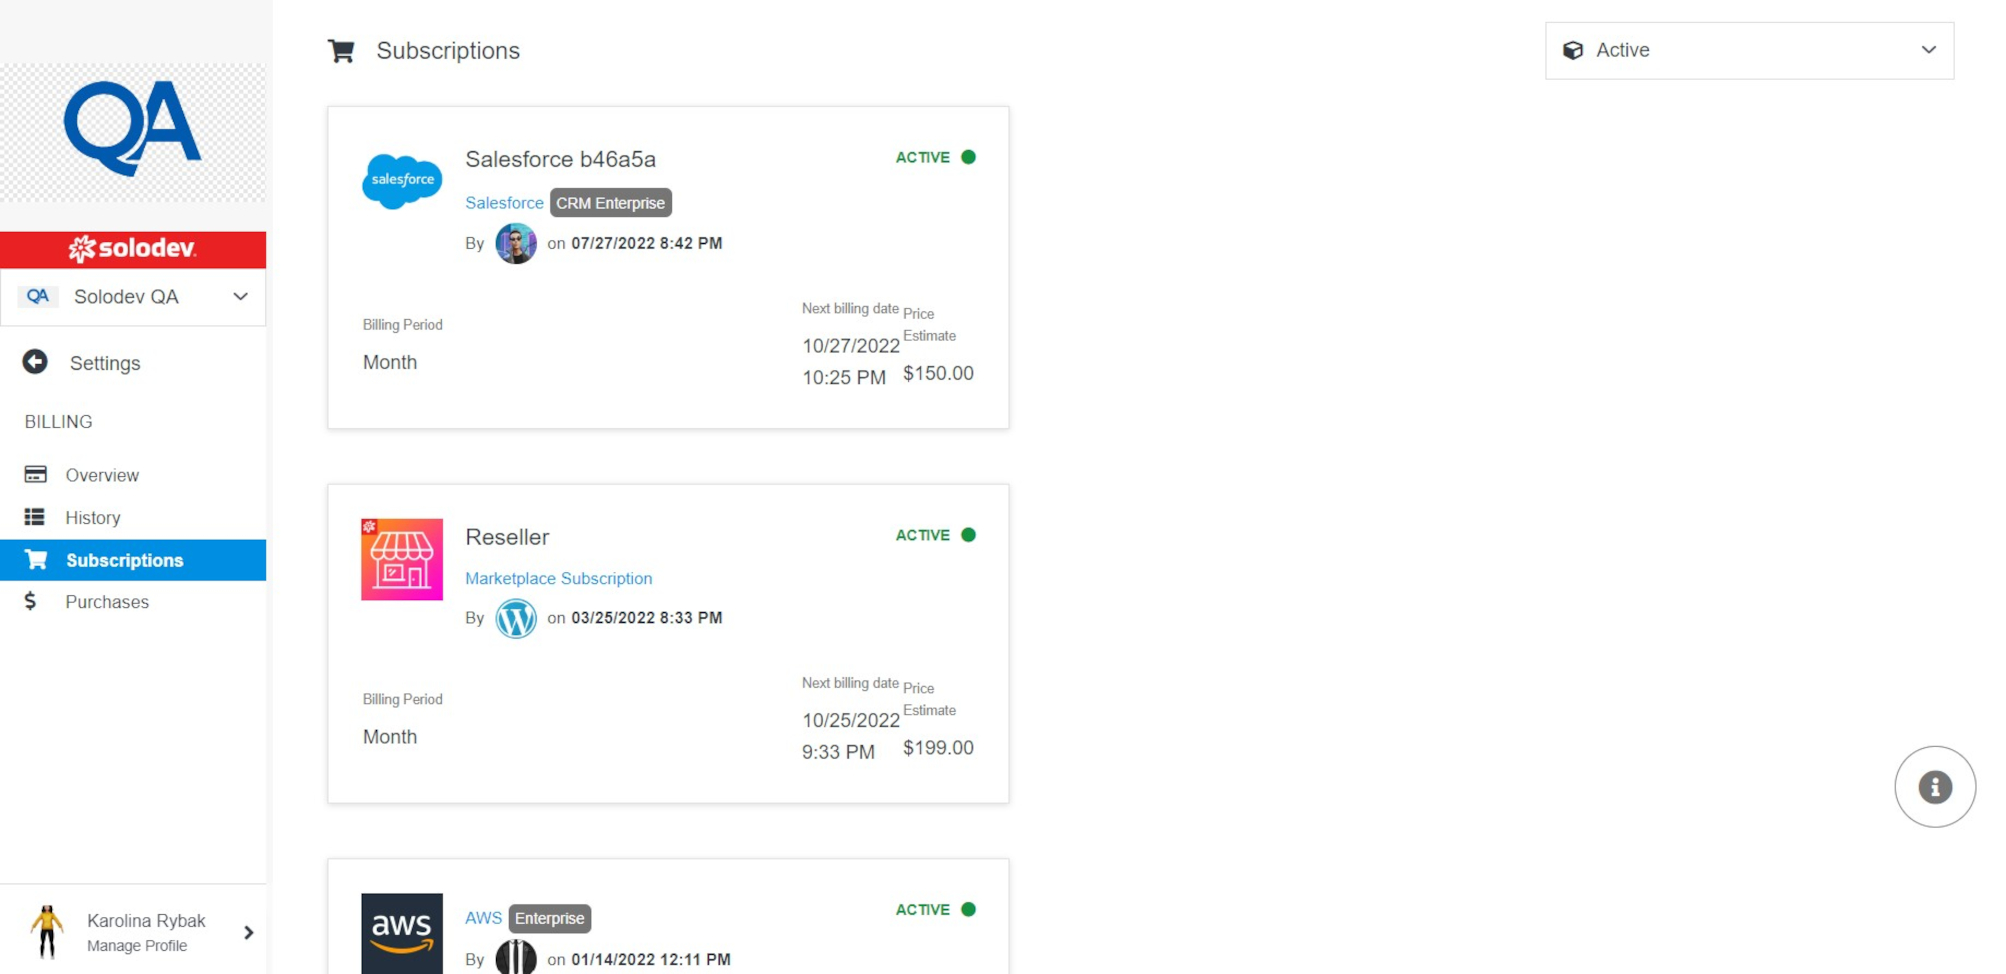 QA
solodev
QA Solodev QA
Settings
BILLING
Overview
History
Subscriptions
Purchases
Karolina Rybak
Manage Profile
Subscriptions
Active
salesforce
Salesforce b46a5a
ACTIVE
Salesforce CRM Enterprise
By on 07/27/2022 8:42 PM
Billing Period
Month
Next billing date
10/27/2022
10:25 PM
Price
Estimate
$150.00
Reseller
ACTIVE
Marketplace Subscription
By on 03/25/2022 8:33 PM
Billing Period
Month
Next billing date
10/25/2022
9:33 PM
Price
Estimate
$199.00
aws
AWS Enterprise
ACTIVE
By on 01/14/2022 12:11 PM